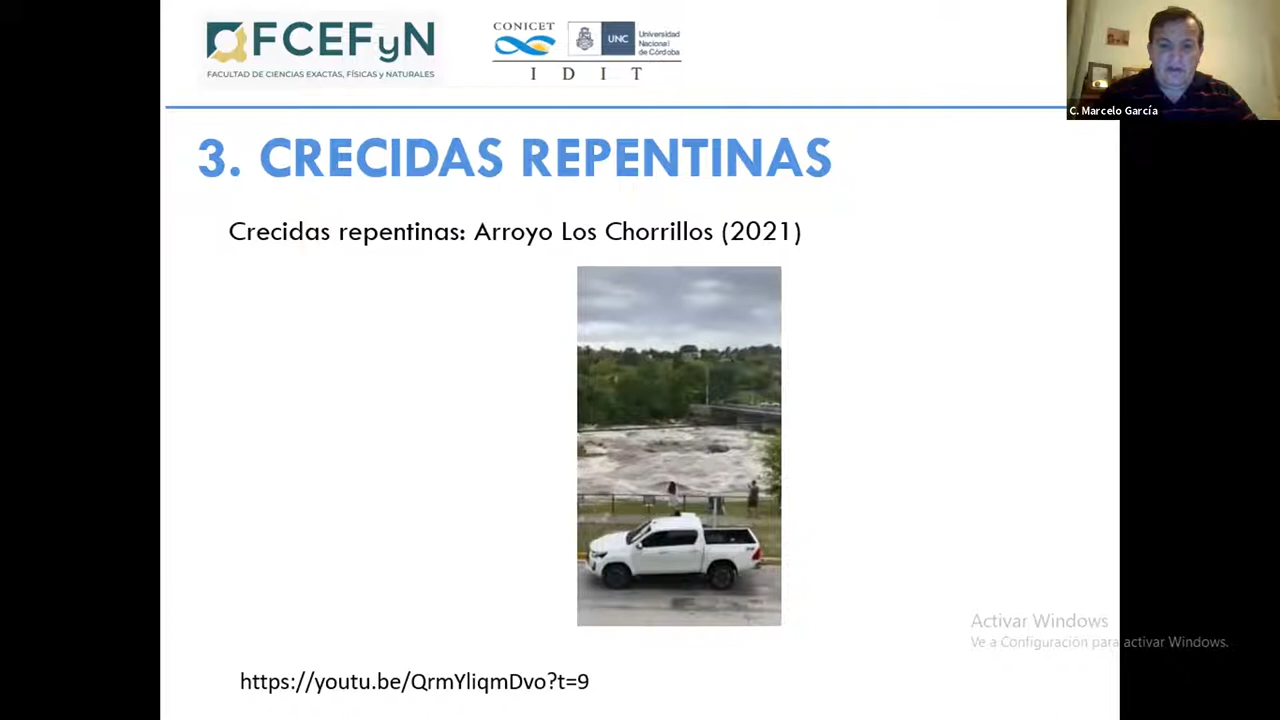 FCEFyN
FACULTAD DE CIENCIAS EXACTAS, FÍSICAS y NATURALES
CONICET
UNC
Universidad
Nacional
de Córdoba
I D I T
C. Marcelo García
3. CRECIDAS REPENTINAS
Crecidas repentinas: Arroyo Los Chorrillos (2021)
Activar Windows
Ve a Configuración para activar Windows.
https://youtu.be/QrmYliqmDvo?t=9